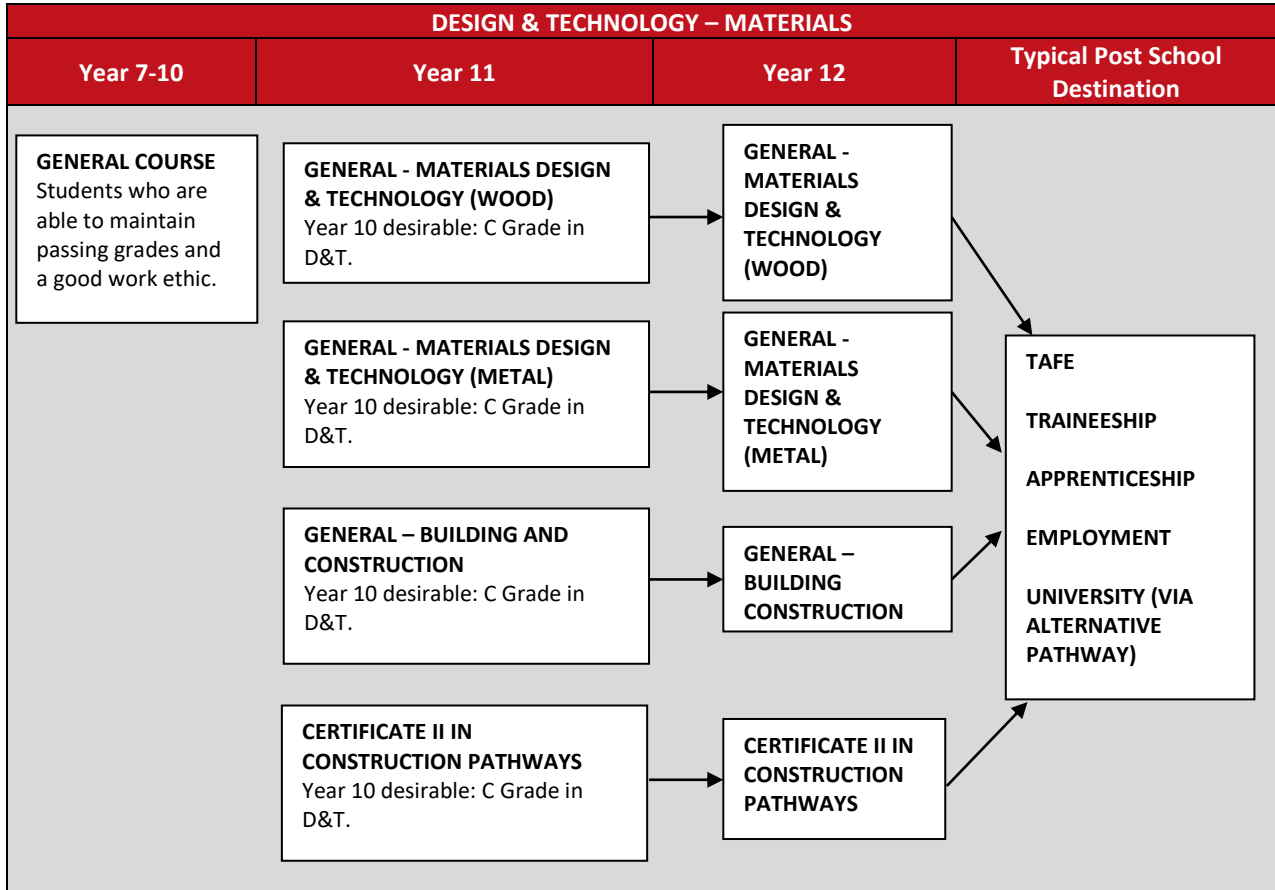 DESIGN & TECHNOLOGY – MATERIALS
Year 7-10
Year 11
Year 12
Typical Post School
Destination
GENERAL COURSE
Students who are
able to maintain
passing grades and
a good work ethic.
GENERAL - MATERIALS DESIGN
& TECHNOLOGY (WOOD)
Year 10 desirable: C Grade in
D&T.
GENERAL -
MATERIALS
DESIGN &
TECHNOLOGY
(WOOD)
GENERAL - MATERIALS DESIGN
& TECHNOLOGY (METAL)
Year 10 desirable: C Grade in
D&T.
GENERAL -
MATERIALS
DESIGN &
TECHNOLOGY
(METAL)
GENERAL – BUILDING AND
CONSTRUCTION
Year 10 desirable: C Grade in
D&T.
GENERAL –
BUILDING
CONSTRUCTION
CERTIFICATE II IN
CONSTRUCTION PATHWAYS
Year 10 desirable: C Grade in
D&T.
CERTIFICATE II IN
CONSTRUCTION
PATHWAYS
TAFE
TRAINEESHIP
APPRENTICESHIP
EMPLOYMENT
UNIVERSITY (VIA
ALTERNATIVE
PATHWAY)